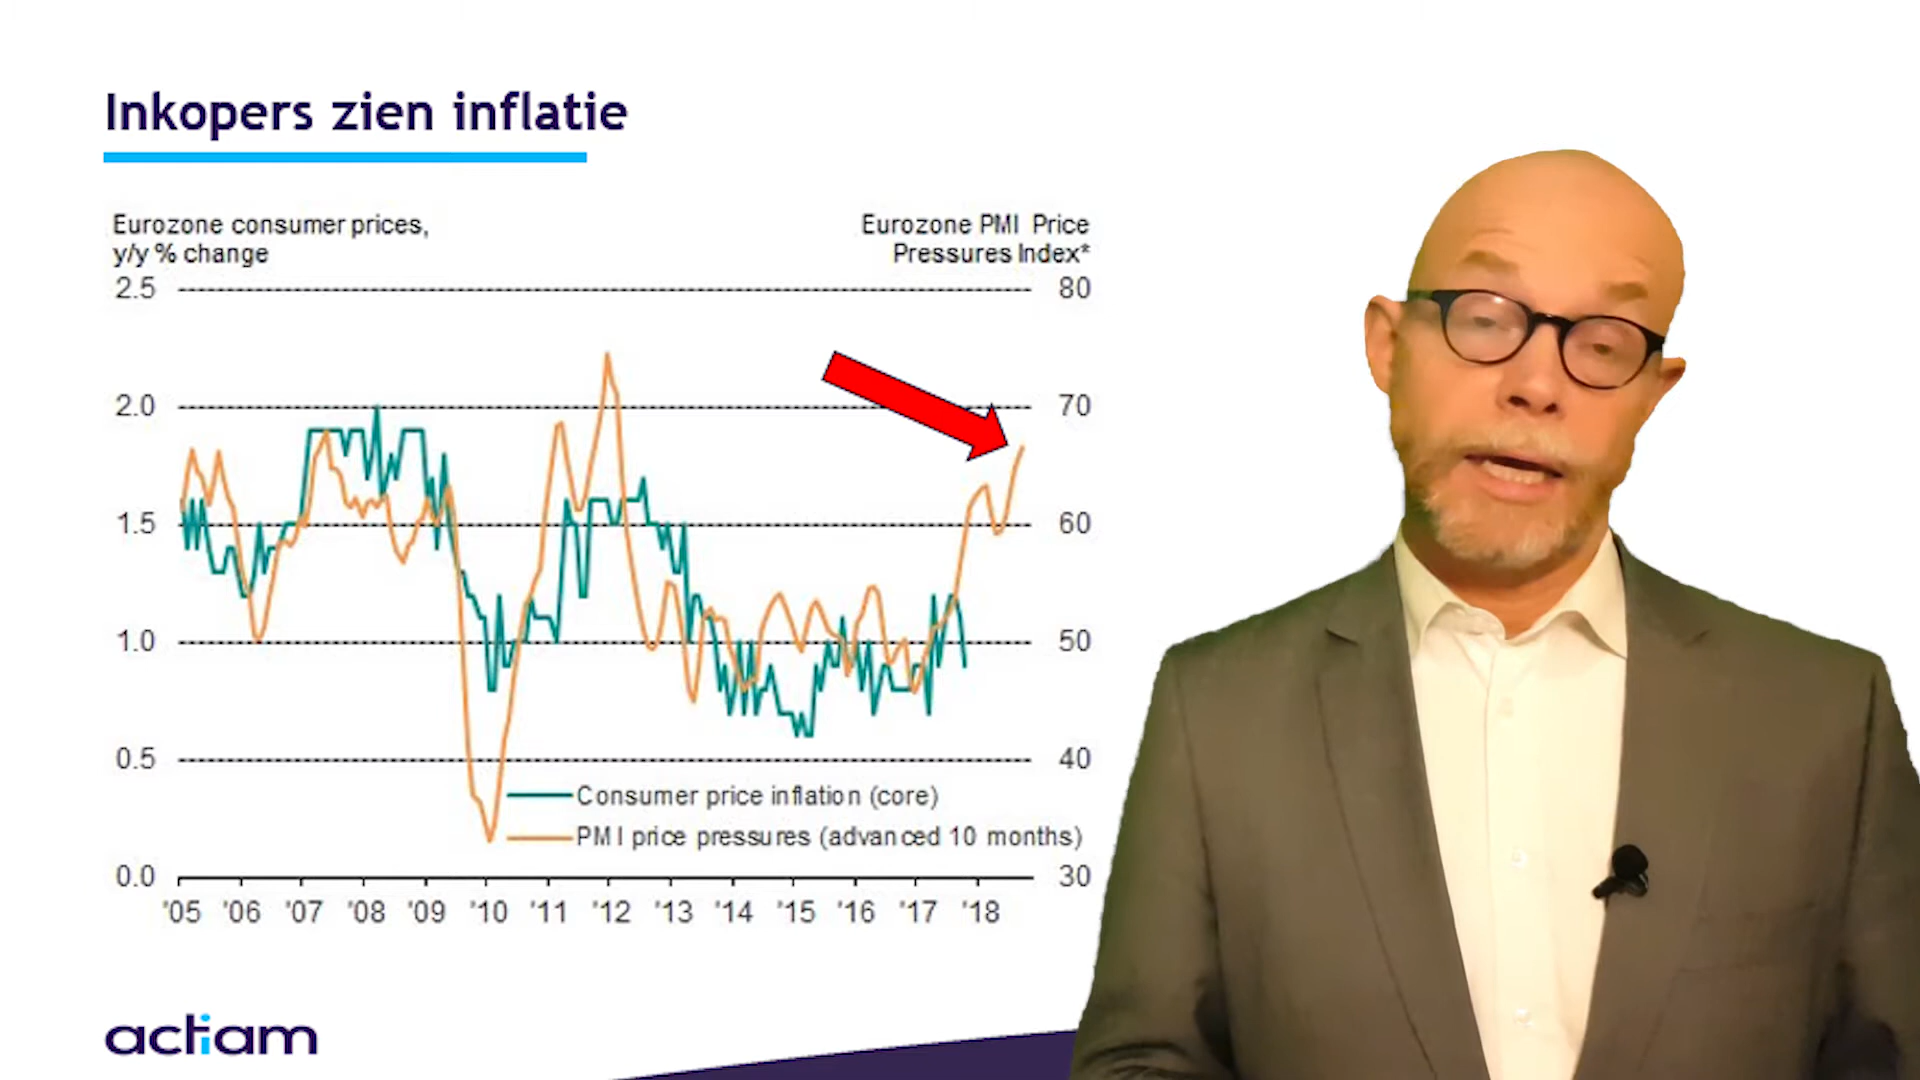 Inkopers zien inflatie
Eurozone consumer prices,
y/y % change
Eurozone PMI Price
Pressures Index*
2.5
80
2.0
70
1.5
60
1.0
50
0.5
40
Consumer price inflation (core)
PMI price pressures (advanced 10 months)
0.0
30
'05 '06 '07 '08 '09 '10 '11 '12 '13 '14 '15 '16 '17 '18
actiam